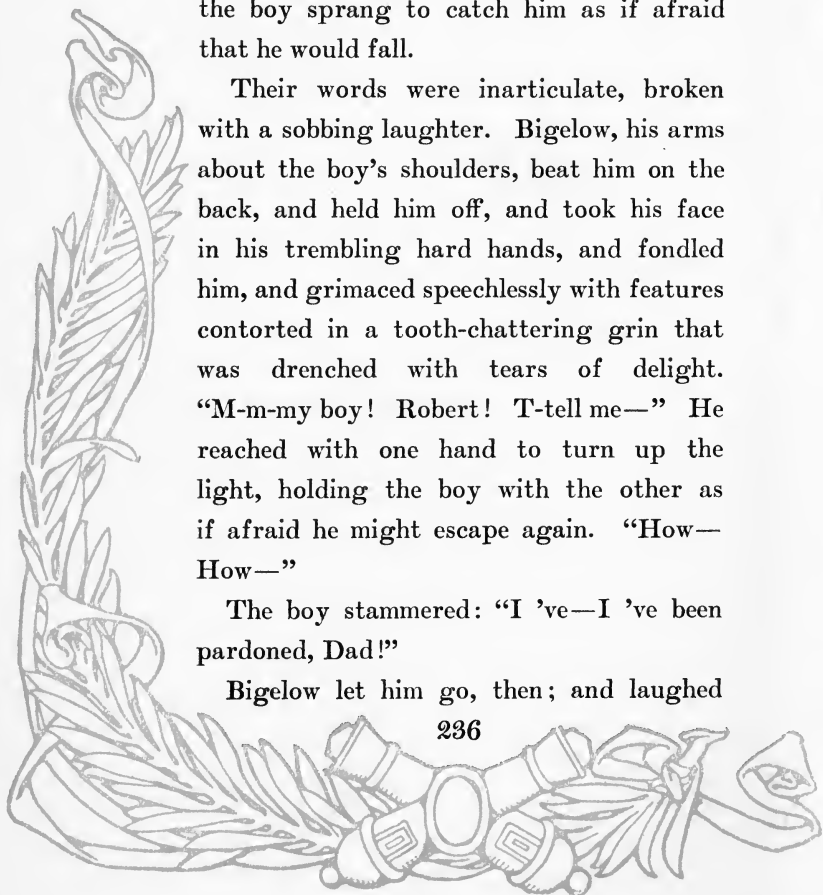 the boy sprang to catch him as if afraid
that he would fall.
Their words were inarticulate, broken
with a sobbing laughter. Bigelow, his arms
about the boy's shoulders, beat him on the
back, and held him off, and took his face
in his trembling hard hands, and fondled
him, and grimaced speechlessly with features
contorted in a tooth-chattering grin that
was drenched with tears of delight.
“M-m-my boy! Robert! T-tell me—” He
reached with one hand to turn up the
light, holding the boy with the other as
if afraid he might escape again. “How—
How—”
The boy stammered: “I 've—I 've been
pardoned, Dad!”
Bigelow let him go, then; and laughed
236